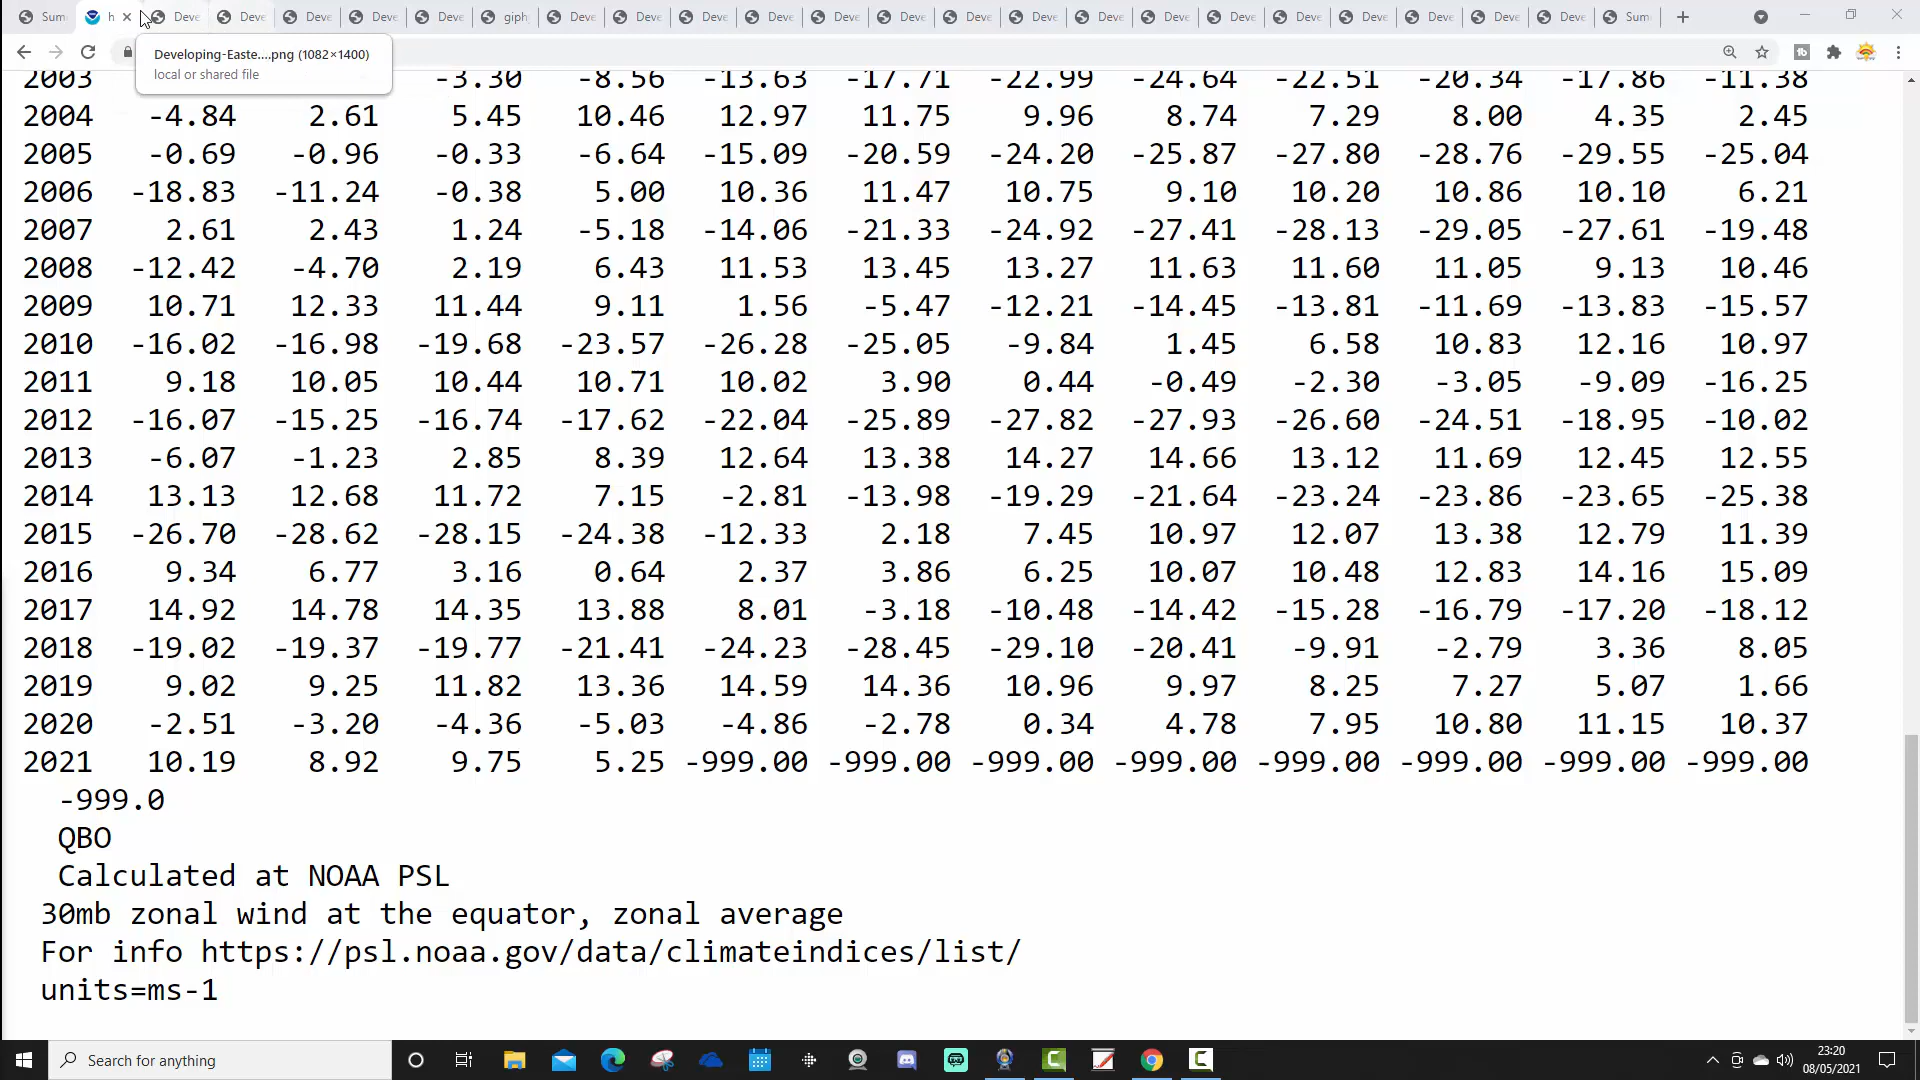 Sum h Deve Deve Deve Deve Deve giph Deve Deve Deve Deve Deve Deve Deve Deve Deve Deve Deve Deve Deve Deve Deve Deve Sum
Developing-Easte....png (1082×1400)
local or shared file
2003 -3.30 -8.56 -13.63 -17.71 -22.99 -24.64 -22.51 -20.34 -17.86 -11.38
2004 -4.84 2.61 5.45 10.46 12.97 11.75 9.96 8.74 7.29 8.00 4.35 2.45
2005 -0.69 -0.96 -0.33 -6.64 -15.09 -20.59 -24.20 -25.87 -27.80 -28.76 -29.55 -25.04
2006 -18.83 -11.24 -0.38 5.00 10.36 11.47 10.75 9.10 10.20 10.86 10.10 6.21
2007 2.61 2.43 1.24 -5.18 -14.06 -21.33 -24.92 -27.41 -28.13 -29.05 -27.61 -19.48
2008 -12.42 -4.70 2.19 6.43 11.53 13.45 13.27 11.63 11.60 11.05 9.13 10.46
2009 10.71 12.33 11.44 9.11 1.56 -5.47 -12.21 -14.45 -13.81 -11.69 -13.83 -15.57
2010 -16.02 -16.98 -19.68 -23.57 -26.28 -25.05 -9.84 1.45 6.58 10.83 12.16 10.97
2011 9.18 10.05 10.44 10.71 10.02 3.90 0.44 -0.49 -2.30 -3.05 -9.09 -16.25
2012 -16.07 -15.25 -16.74 -17.62 -22.04 -25.89 -27.82 -27.93 -26.60 -24.51 -18.95 -10.02
2013 -6.07 -1.23 2.85 8.39 12.64 13.38 14.27 14.66 13.12 11.69 12.45 12.55
2014 13.13 12.68 11.72 7.15 -2.81 -13.98 -19.29 -21.64 -23.24 -23.86 -23.65 -25.38
2015 -26.70 -28.62 -28.15 -24.38 -12.33 2.18 7.45 10.97 12.07 13.38 12.79 11.39
2016 9.34 6.77 3.16 0.64 2.37 3.86 6.25 10.07 10.48 12.83 14.16 15.09
2017 14.92 14.78 14.35 13.88 8.01 -3.18 -10.48 -14.42 -15.28 -16.79 -17.20 -18.12
2018 -19.02 -19.37 -19.77 -21.41 -24.23 -28.45 -29.10 -20.41 -9.91 -2.79 3.36 8.05
2019 9.02 9.25 11.82 13.36 14.59 14.36 10.96 9.97 8.25 7.27 5.07 1.66
2020 -2.51 -3.20 -4.36 -5.03 -4.86 -2.78 0.34 4.78 7.95 10.80 11.15 10.37
2021 10.19 8.92 9.75 5.25 -999.00 -999.00 -999.00 -999.00 -999.00 -999.00 -999.00 -999.00
-999.0
QBO
Calculated at NOAA PSL
30mb zonal wind at the equator, zonal average
For info https://psl.noaa.gov/data/climateindices/list/
units=ms-1
Search for anything
23:20
08/05/2021